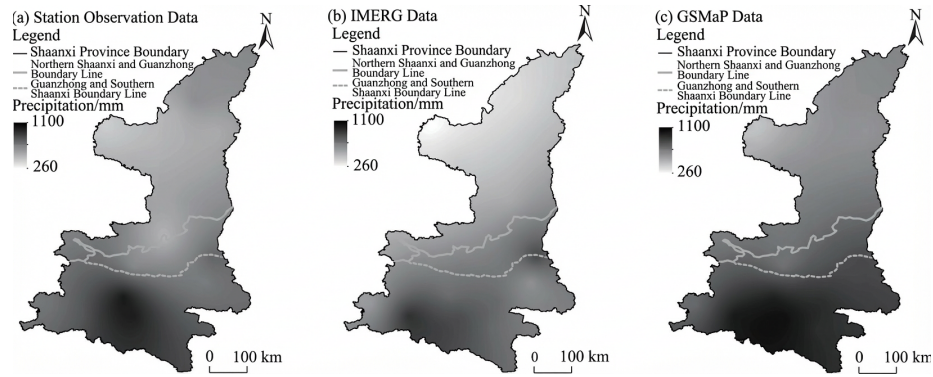 (a) Station Observation Data
N
Legend
Shaanxi Province Boundary
Northern Shaanxi and Guanzhong
Boundary Line
Guanzhong and Southern
Shaanxi Boundary Line
Precipitation/mm
1100
260
0 100 km
(b) IMERG Data
N
Legend
Shaanxi Province Boundary
Northern Shaanxi and Guanzhong
Boundary Line
Guanzhong and Southern
Shaanxi Boundary Line
Precipitation/mm
1100
260
0 100 km
(c) GSMaP Data
N
Legend
Shaanxi Province Boundary
Northern Shaanxi and Guanzhong
Boundary Line
Guanzhong and Southern
Shaanxi Boundary Line
Precipitation/mm
1100
260
0 100 km